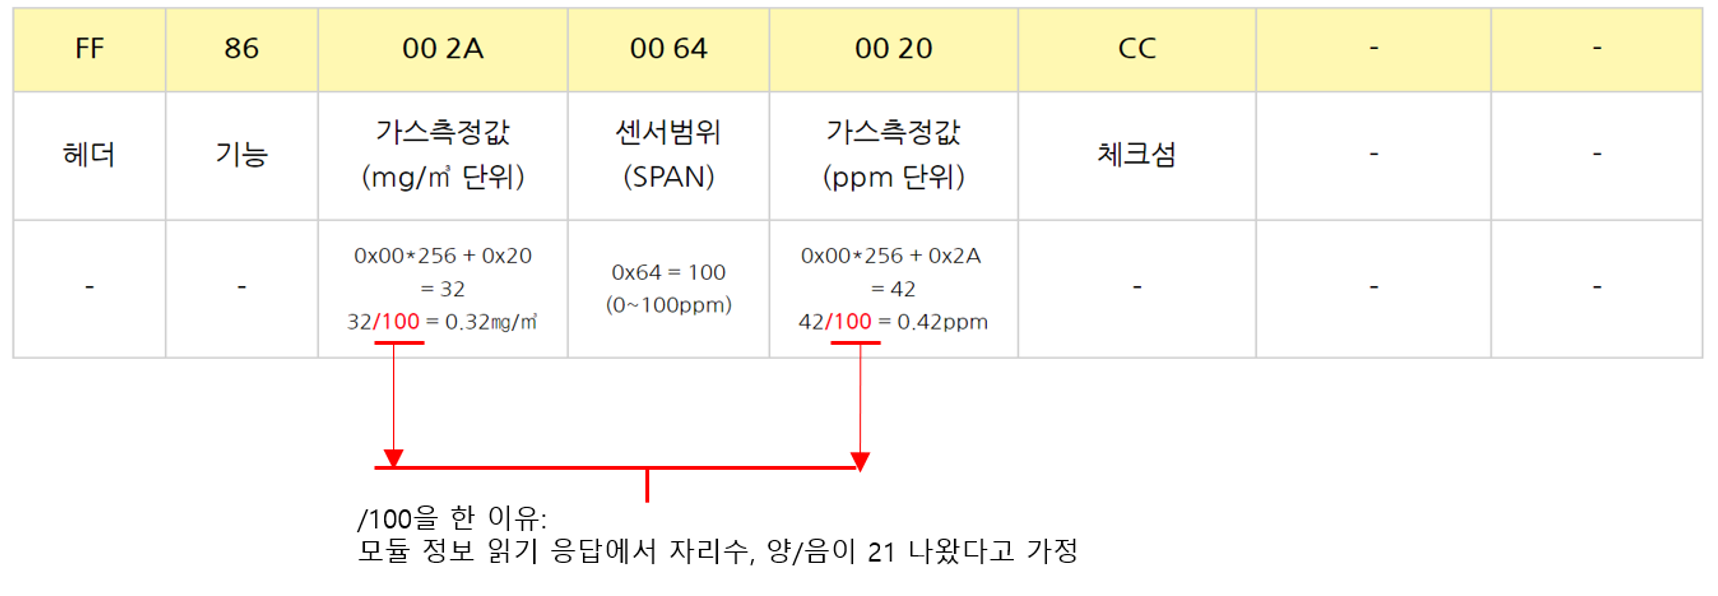 FF 86 00 2A 00 64 00 20 CC - -
헤더 기능 가스측정값 (mg/㎥ 단위) 센서범위 (SPAN) 가스측정값 (ppm 단위) 체크섬 - -
- - 0x00*256 + 0x20 = 32 32/100 = 0.32㎎/㎥ 0x64 = 100 (0~100ppm) 0x00*256 + 0x2A = 42 42/100 = 0.42ppm - - -
/100을 한 이유:
모듈 정보 읽기 응답에서 자리수, 양/음이 21 나왔다고 가정